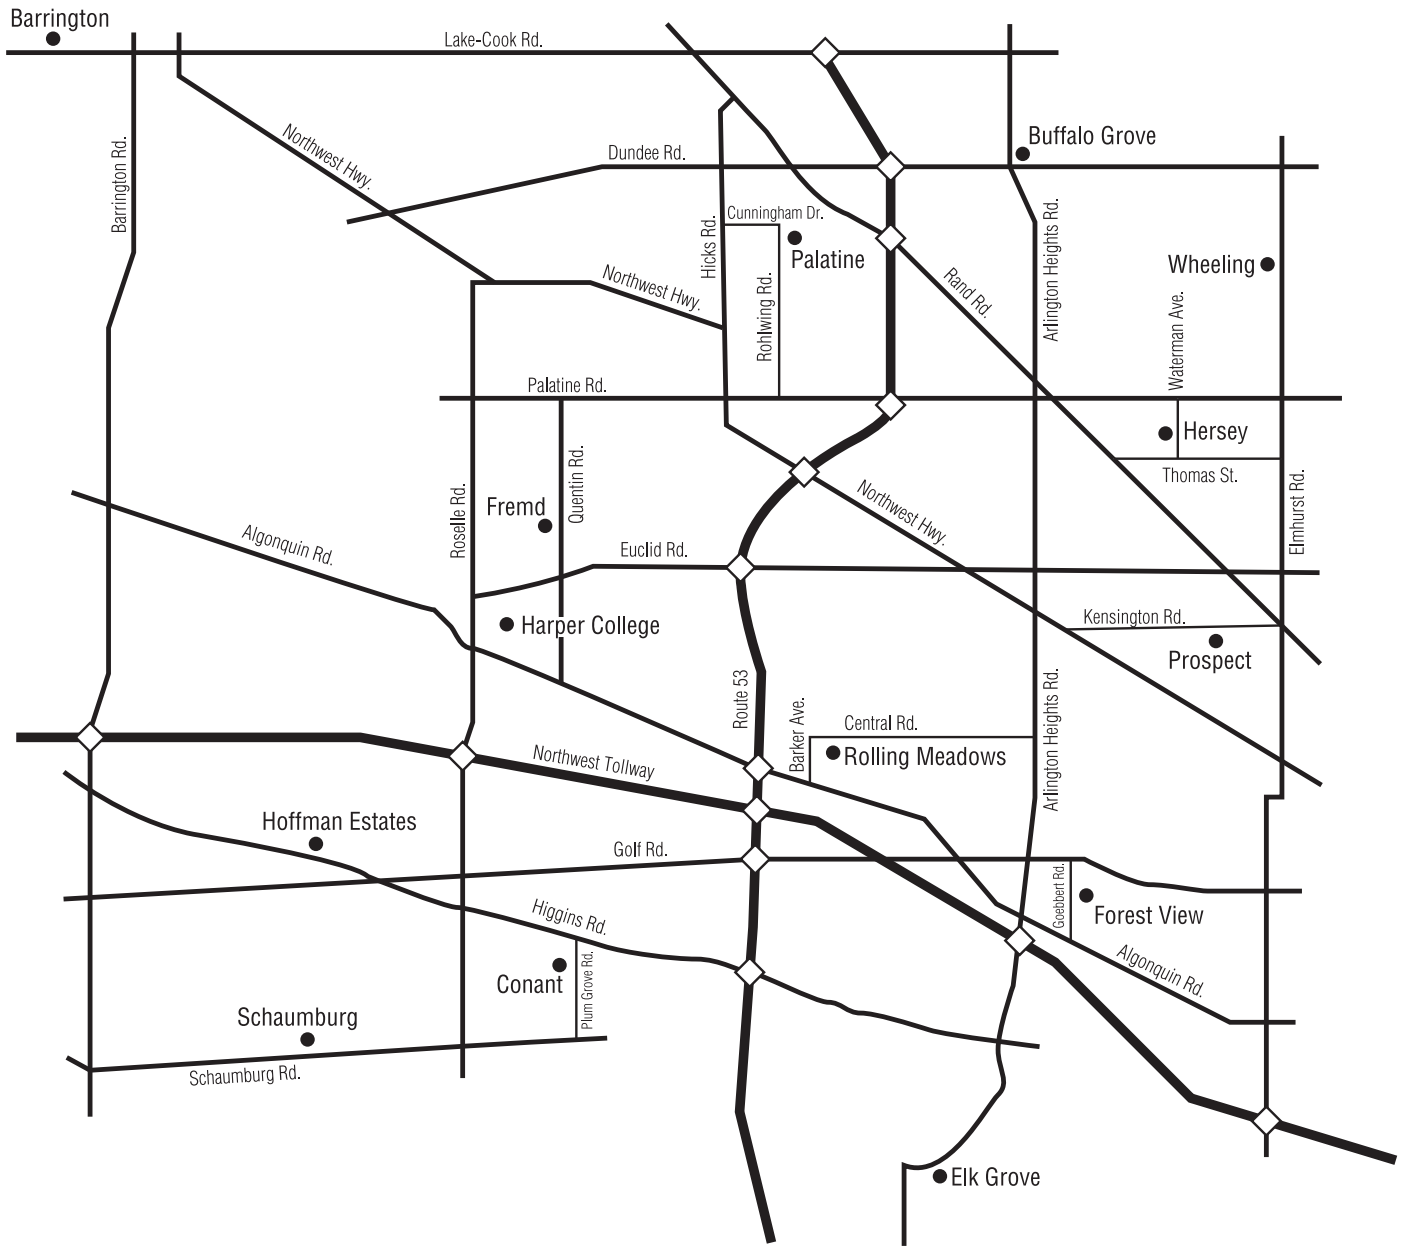 Barrington
Lake-Cook Rd.
Barrington Rd.
Northwest Hwy.
Dundee Rd.
Buffalo Grove
Cunningham Dr.
Hicks Rd.
Palatine
Rohlwing Rd.
Northwest Hwy.
Rand Rd.
Arlington Heights Rd.
Wheeling
Waterman Ave.
Palatine Rd.
Hersey
Thomas St.
Elmhurst Rd.
Roselle Rd.
Quentin Rd.
Fremd
Northwest Hwy.
Algonquin Rd.
Euclid Rd.
Harper College
Kensington Rd.
Prospect
Route 53
Barker Ave.
Central Rd.
Rolling Meadows
Arlington Heights Rd.
Northwest Tollway
Hoffman Estates
Golf Rd.
Goebbert Rd.
Forest View
Higgins Rd.
Algonquin Rd.
Conant
Plum Grove Rd.
Schaumburg
Schaumburg Rd.
Elk Grove